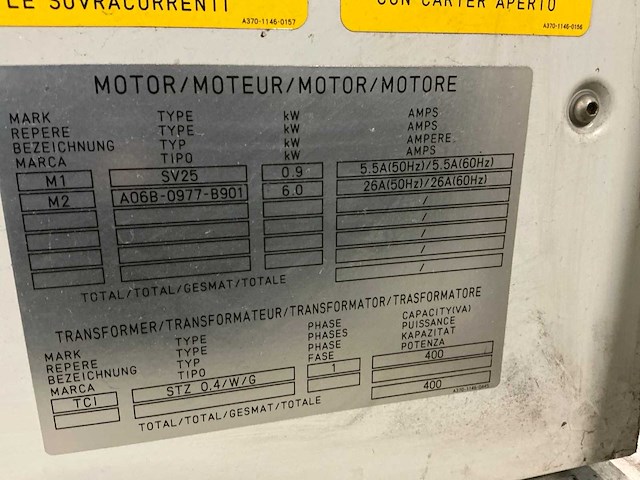 LE SOVRACORRENTI
A370-1146-0157
CON CARTER APERTO
A370-1146-0156
MOTOR/MOTEUR/MOTOR/MOTORE
MARK TYPE kW AMPS
REPERE TYPE kW AMPS
BEZEICHNUNG TYP kW AMPERE
MARCA TIPO kW AMPS
M1 SV25 0.9 5.5A(50Hz)/5.5A(60Hz)
M2 A06B-0977-B901 6.0 26A(50Hz)/26A(60Hz)
/
/
/
/
/
TOTAL/TOTAL/GESMAT/TOTALE
TRANSFORMER/TRANSFORMATEUR/TRANSFORMATOR/TRASFORMATORE
MARK TYPE PHASE CAPACITY(VA)
REPERE TYPE PHASES PUISSANCE
BEZEICHNUNG TYP PHASE KAPAZITAT
MARCA TIPO FASE POTENZA
TCI STZ 0.4/W/G 1 400
TOTAL/TOTAL/GESMAT/TOTALE 400